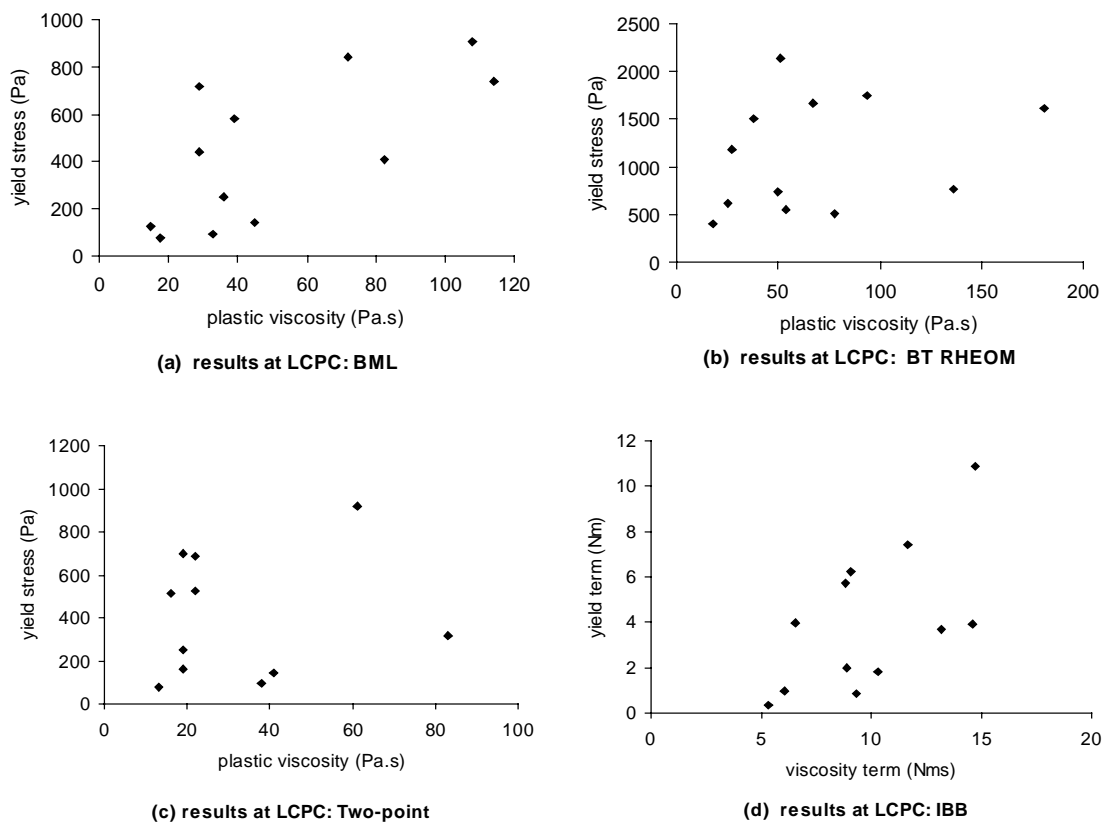 1000
800
600
400
200
0
yield stress (Pa)
0 20 40 60 80 100 120
plastic viscosity (Pa.s)
(a) results at LCPC: BML
2500
2000
1500
1000
500
0
yield stress (Pa)
0 50 100 150 200
plastic viscosity (Pa.s)
(b) results at LCPC: BT RHEOM
1200
1000
800
600
400
200
0
yield stress (Pa)
0 20 40 60 80 100
plastic viscosity (Pa.s)
(c) results at LCPC: Two-point
12
10
8
6
4
2
0
yield term (Nm)
0 5 10 15 20
viscosity term (Nms)
(d) results at LCPC: IBB